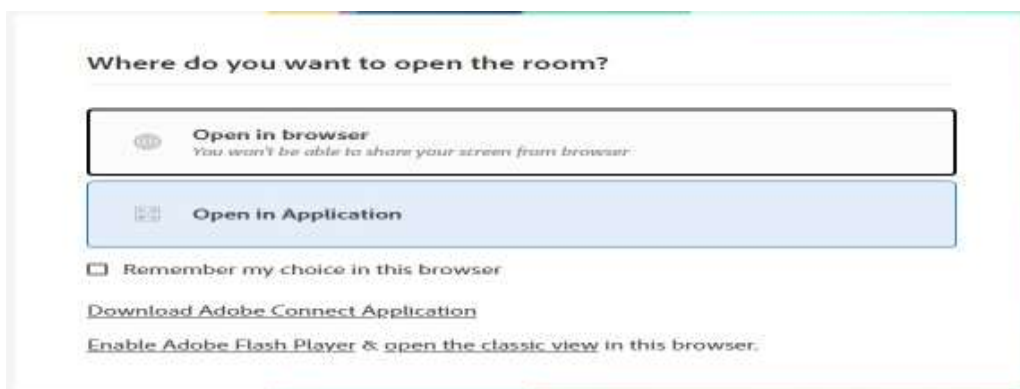 Where do you want to open the room?
Open in browser
You won't be able to share your screen from browser
Open in Application
Remember my choice in this browser
Download Adobe Connect Application
Enable Adobe Flash Player & open the classic view in this browser.